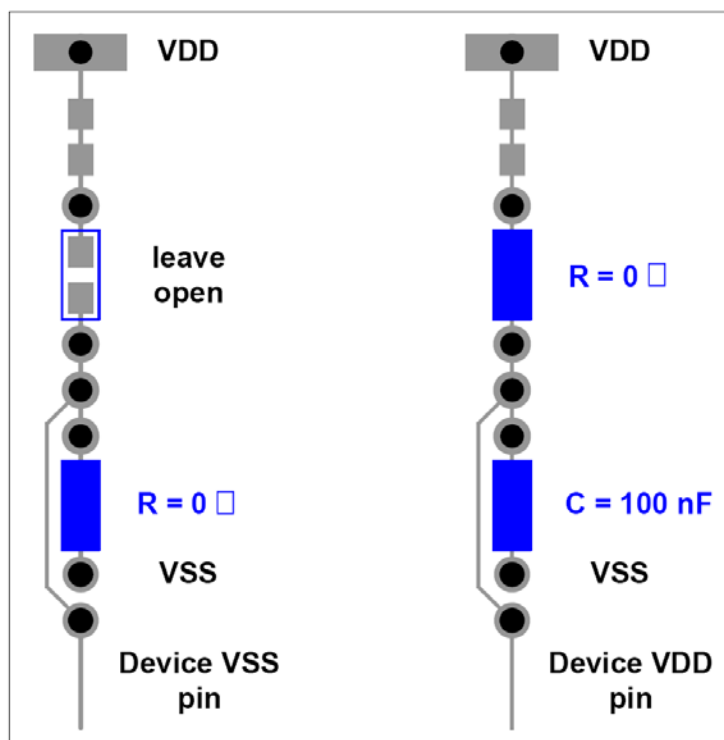 VDD
leave
open
R = 0 □
VSS
Device VSS
pin
VDD
R = 0 □
C = 100 nF
VSS
Device VDD
pin